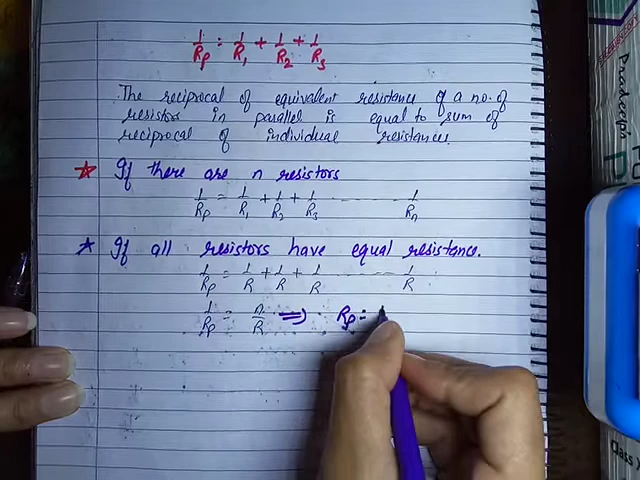 1/Rp = 1/R1 + 1/R2 + 1/R3
The reciprocal of equivalent resistance of a no. of
resistors in parallel is equal to sum of
reciprocal of individual resistances.
If there are n resistors
1/Rp = 1/R1 + 1/R2 + 1/R3 ------- 1/Rn
If all resistors have equal resistance.
1/Rp = 1/R + 1/R + 1/R ------- 1/R
1/Rp = n/R ⟹ Rp =
Pradeep's
Class X